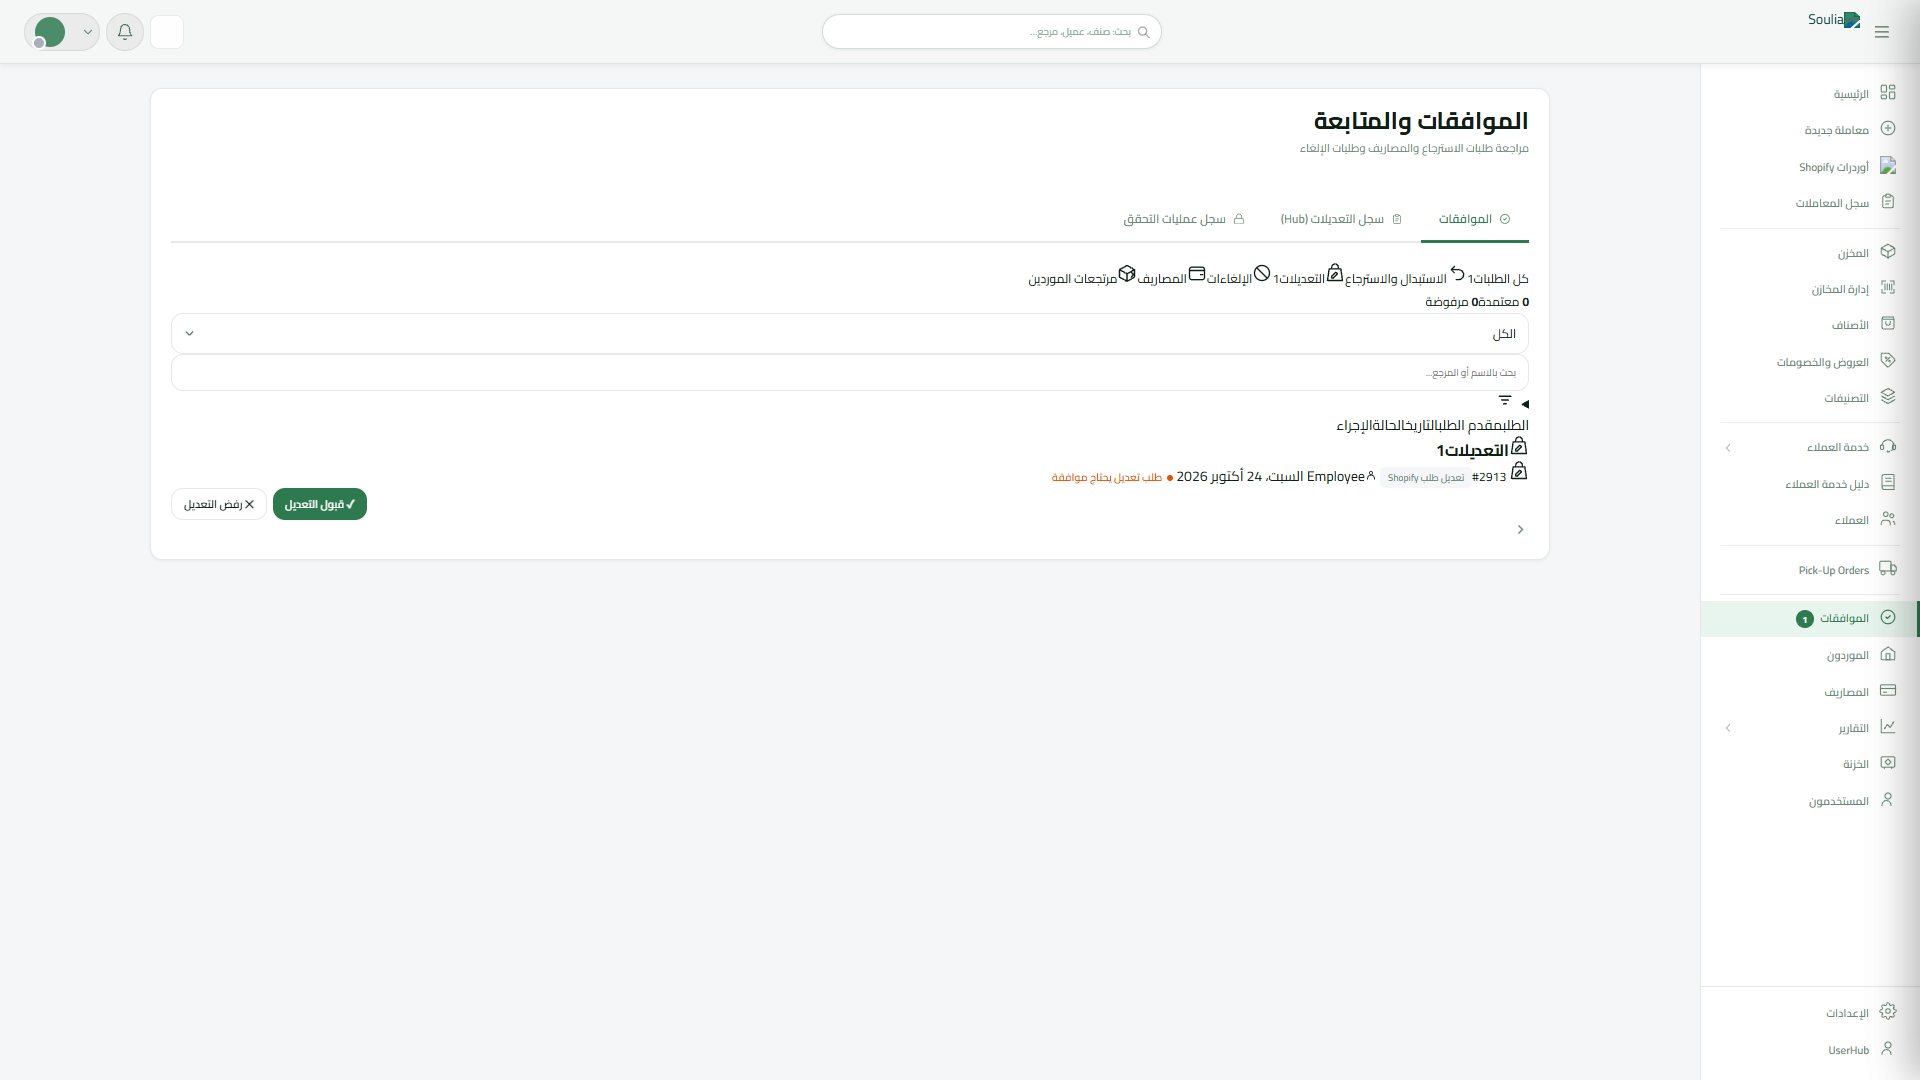 Soulia
بحث: صنف، عميل، مرجع...
الرئيسية
معاملة جديدة
أوردرات Shopify
سجل المعاملات
المخزن
إدارة المخازن
الأصناف
العروض والخصومات
التصنيفات
خدمة العملاء
دليل خدمة العملاء
العملاء
Pick-Up Orders
الموافقات 1
الموردون
المصاريف
التقارير
الخزنة
المستخدمون
الإعدادات
UserHub
الموافقات والمتابعة
مراجعة طلبات الاسترجاع والمصاريف وطلبات الإلغاء
الموافقات
سجل التعديلات (Hub)
سجل عمليات التحقق
كل الطلبات1 الاستبدال والاسترجاع التعديلات1 الإلغاءات المصاريف مرتجعات الموردين
0 معتمدة0 مرفوضة
الكل
بحث بالاسم أو المرجع...
الطلبمقدم الطلبالتاريخالحالةالإجراء
التعديلات1
#2913 تعديل طلب Shopify Employee السبت، 24 أكتوبر 2026 طلب تعديل يحتاج موافقة
✓ قبول التعديل
✕ رفض التعديل